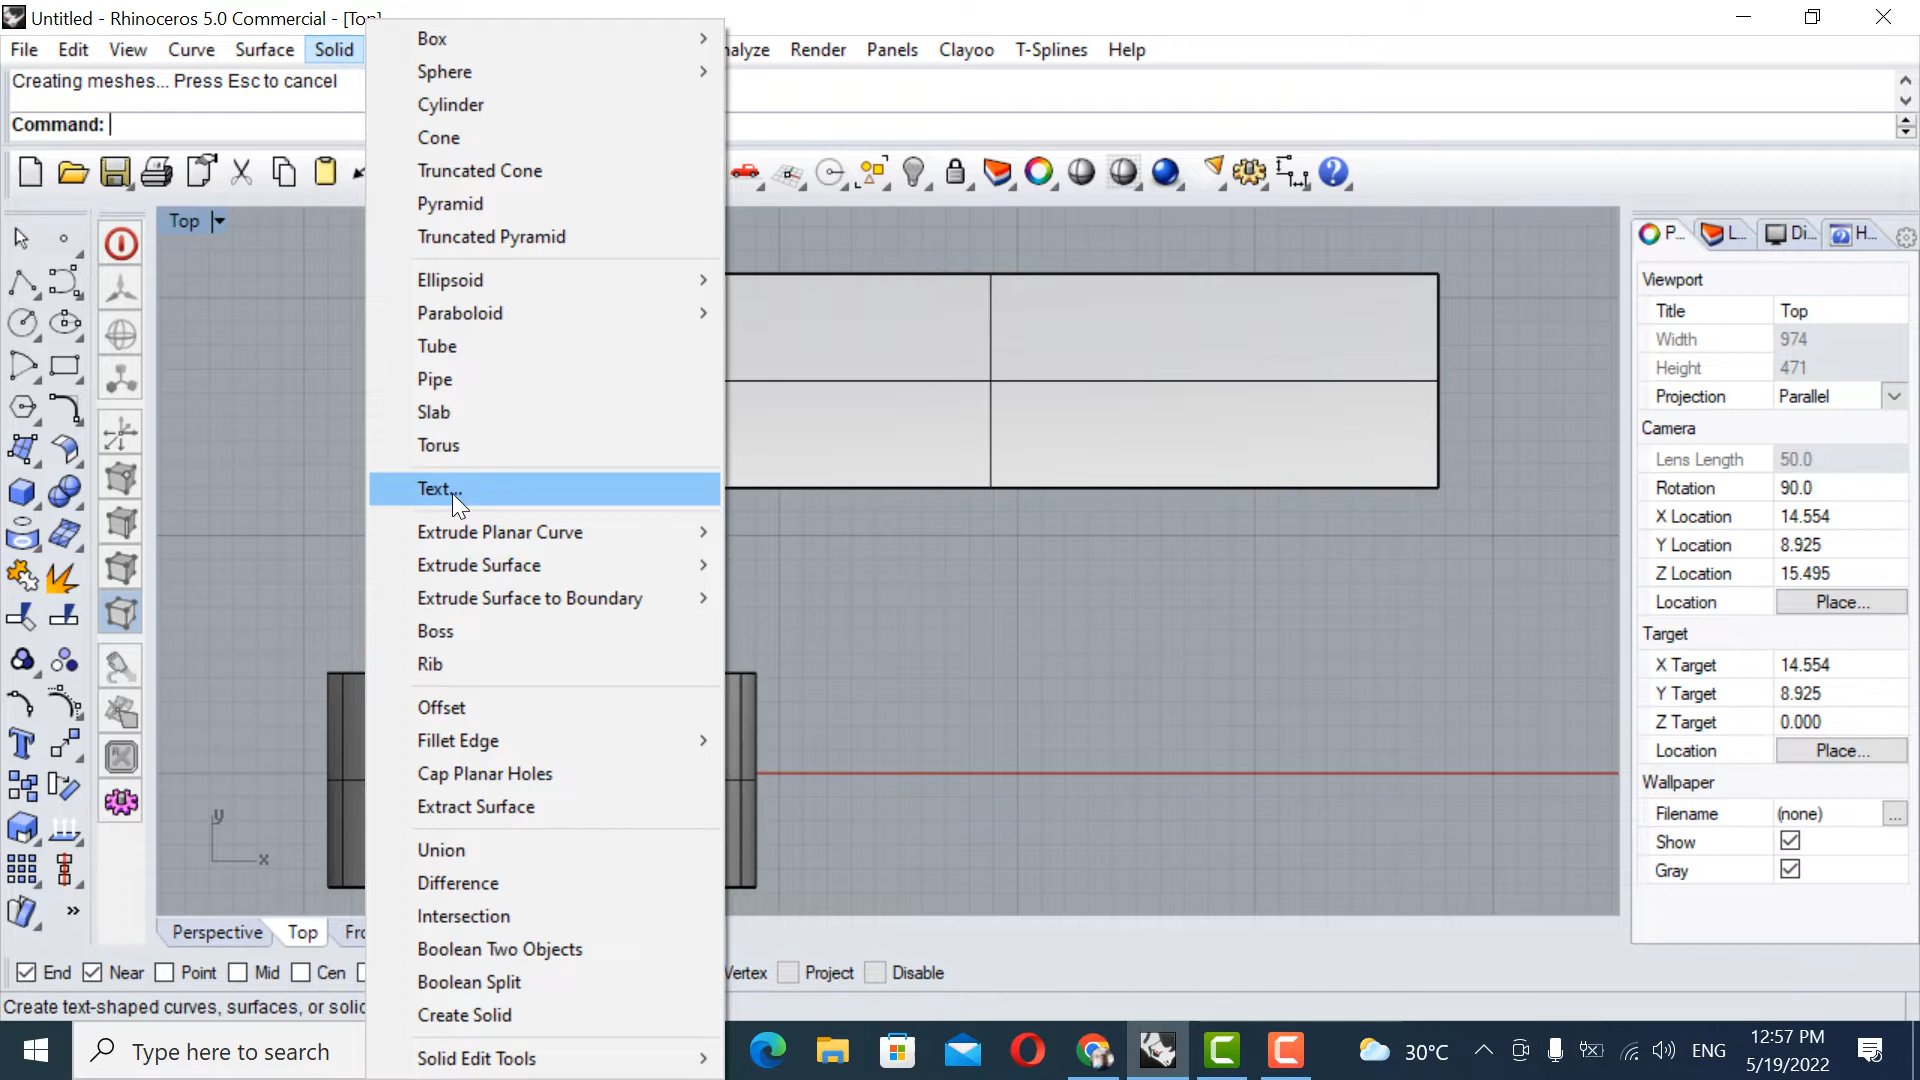 Untitled - Rhinoceros 5.0 Commercial - [Top]
File Edit View Curve Surface Solid nalyze Render Panels Clayoo T-Splines Help
Creating meshes... Press Esc to cancel
Command:
Box
Sphere
Cylinder
Cone
Truncated Cone
Pyramid
Truncated Pyramid
Ellipsoid
Paraboloid
Tube
Pipe
Slab
Torus
Text...
Extrude Planar Curve
Extrude Surface
Extrude Surface to Boundary
Boss
Rib
Offset
Fillet Edge
Cap Planar Holes
Extract Surface
Union
Difference
Intersection
Boolean Two Objects
Boolean Split
Create Solid
Solid Edit Tools
Top
y
x
P... L... Di... H...
Viewport
Title Top
Width 974
Height 471
Projection Parallel
Camera
Lens Length 50.0
Rotation 90.0
X Location 14.554
Y Location 8.925
Z Location 15.495
Location Place...
Target
X Target 14.554
Y Target 8.925
Z Target 0.000
Location Place...
Wallpaper
Filename (none) ...
Show
Gray
Perspective Top Fr
End Near Point Mid Cen Vertex Project Disable
Create text-shaped curves, surfaces, or solid
Type here to search
30°C
ENG
12:57 PM
5/19/2022